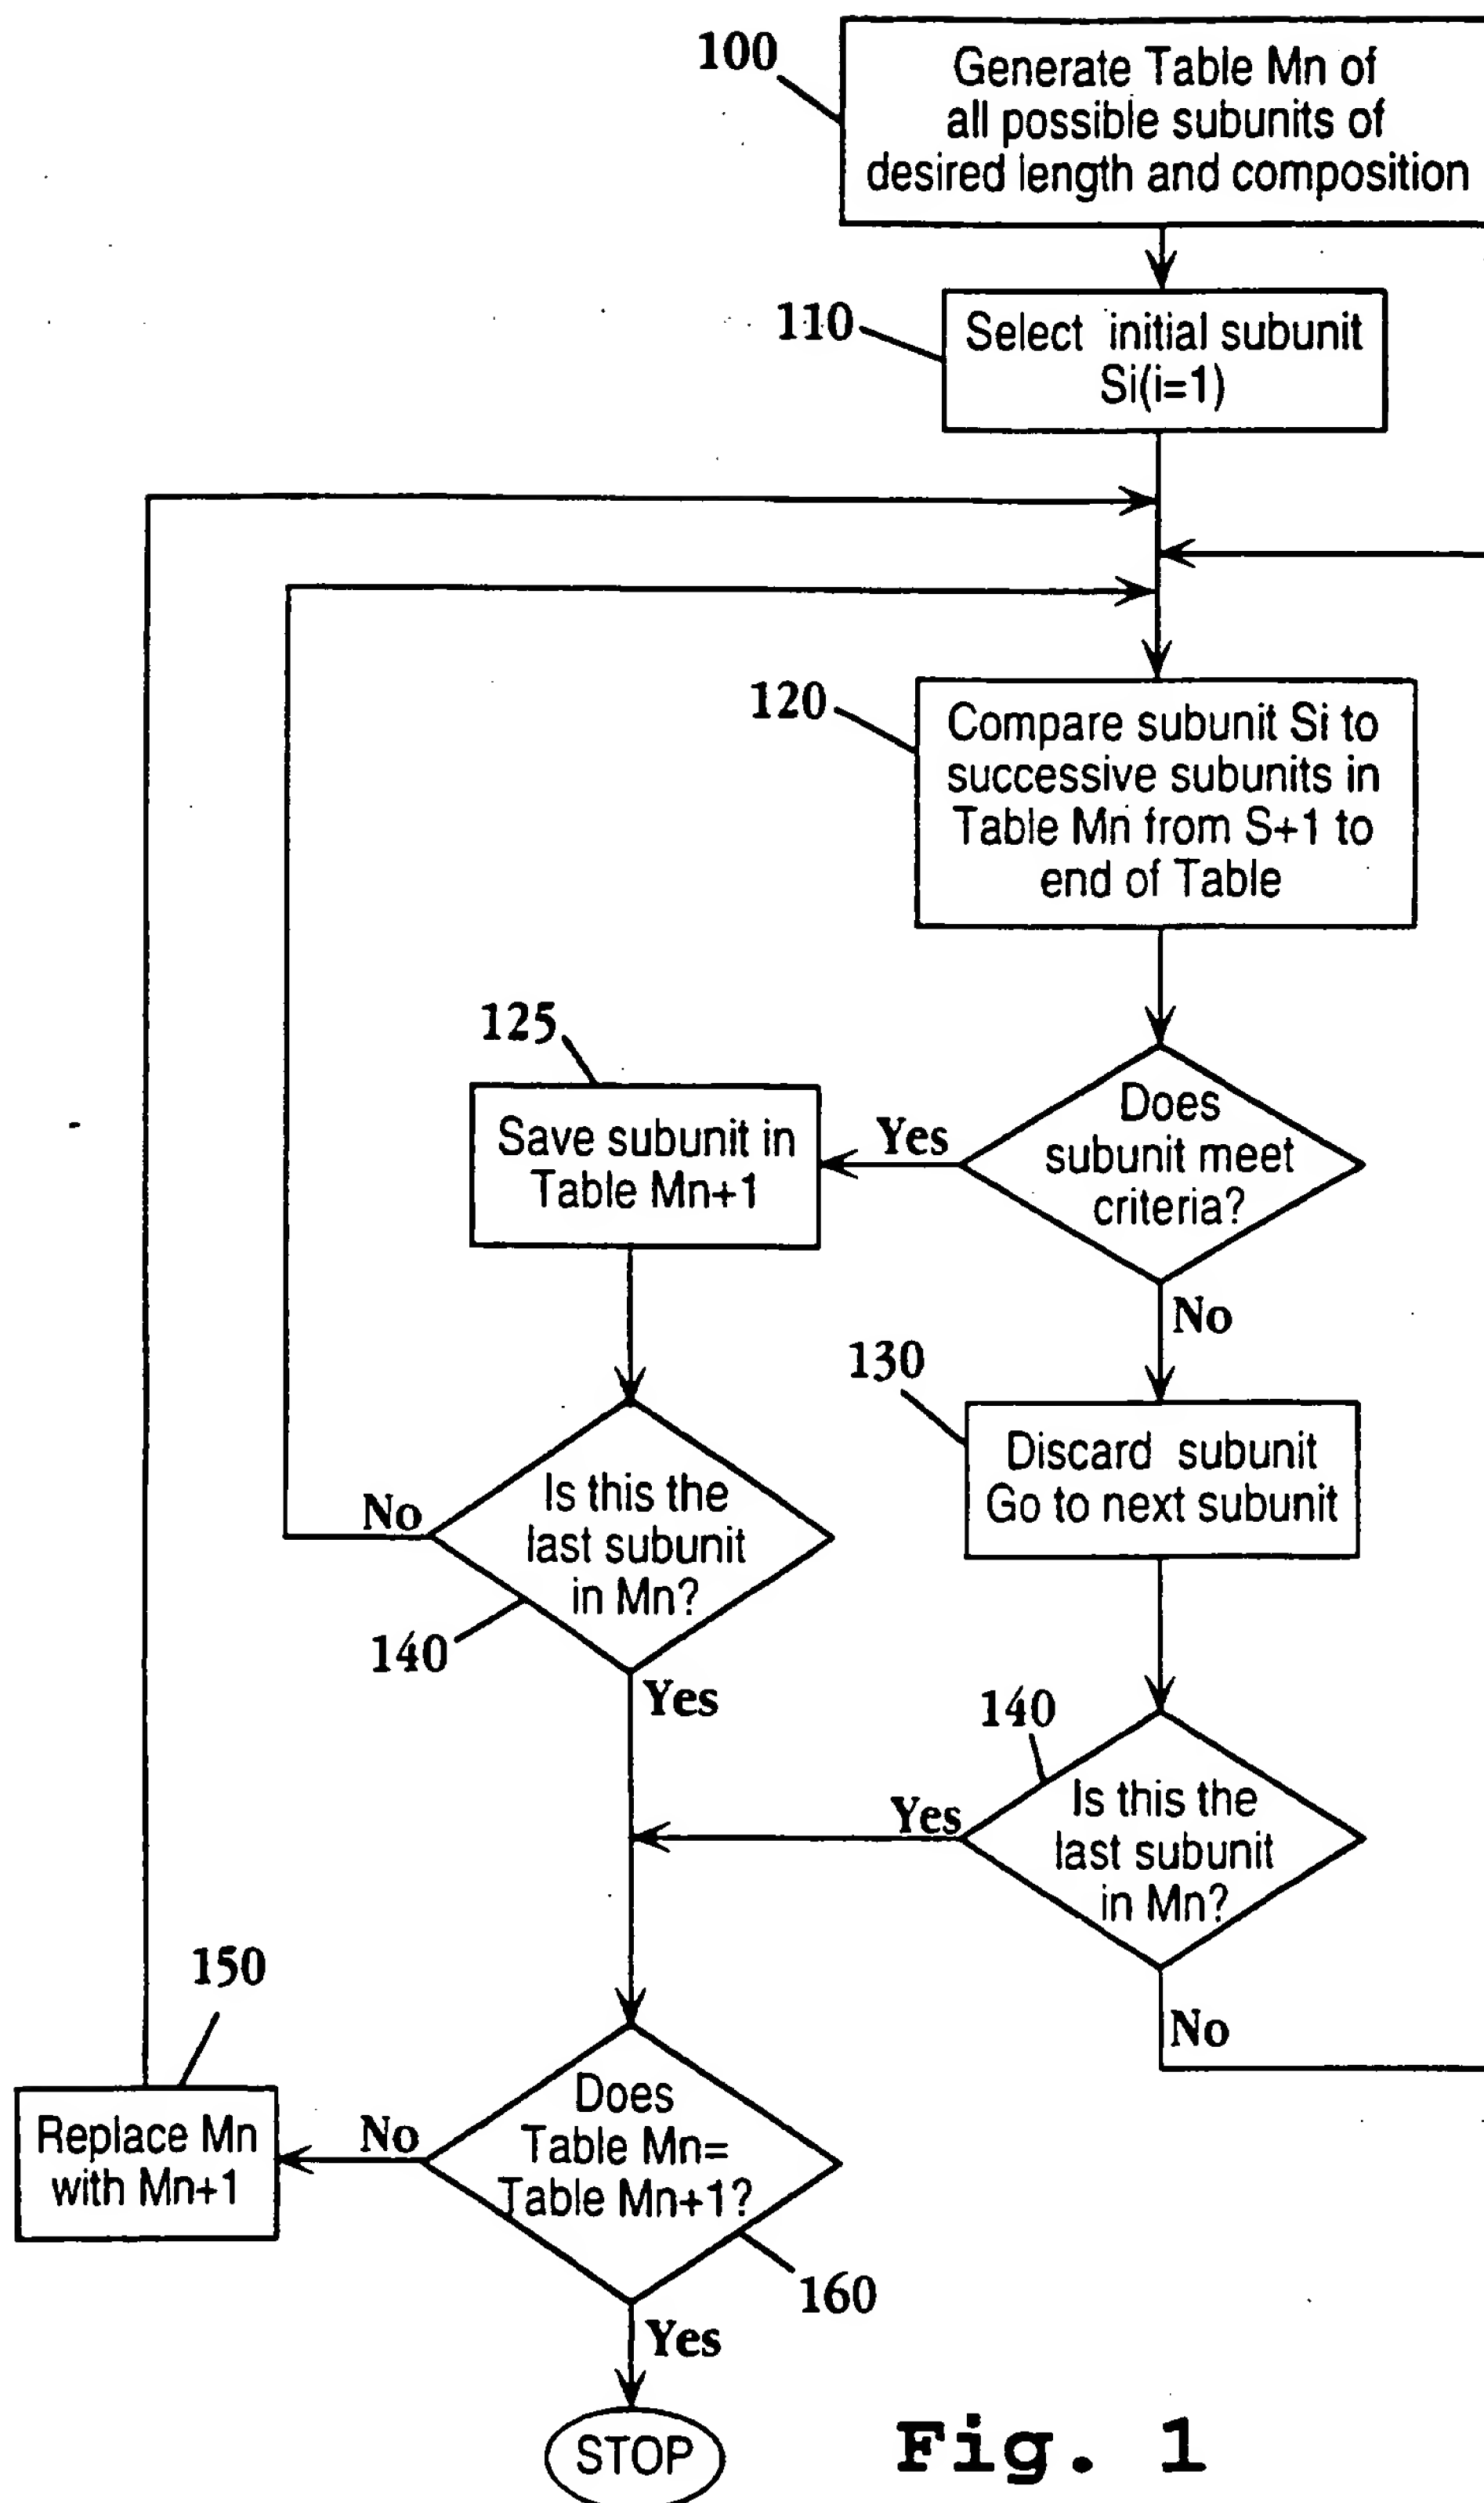 100
Generate Table Mn of
all possible subunits of
desired length and composition
110
Select initial subunit
Si(i=1)
120
Compare subunit Si to
successive subunits in
Table Mn from S+1 to
end of Table
125
Save subunit in
Table Mn+1
Yes
Does
subunit meet
criteria?
No
130
Discard subunit
Go to next subunit
No
Is this the
last subunit
in Mn?
140
Yes
140
Yes
Is this the
last subunit
in Mn?
No
150
Replace Mn
with Mn+1
No
Does
Table Mn=
Table Mn+1?
160
Yes
STOP
Fig. 1